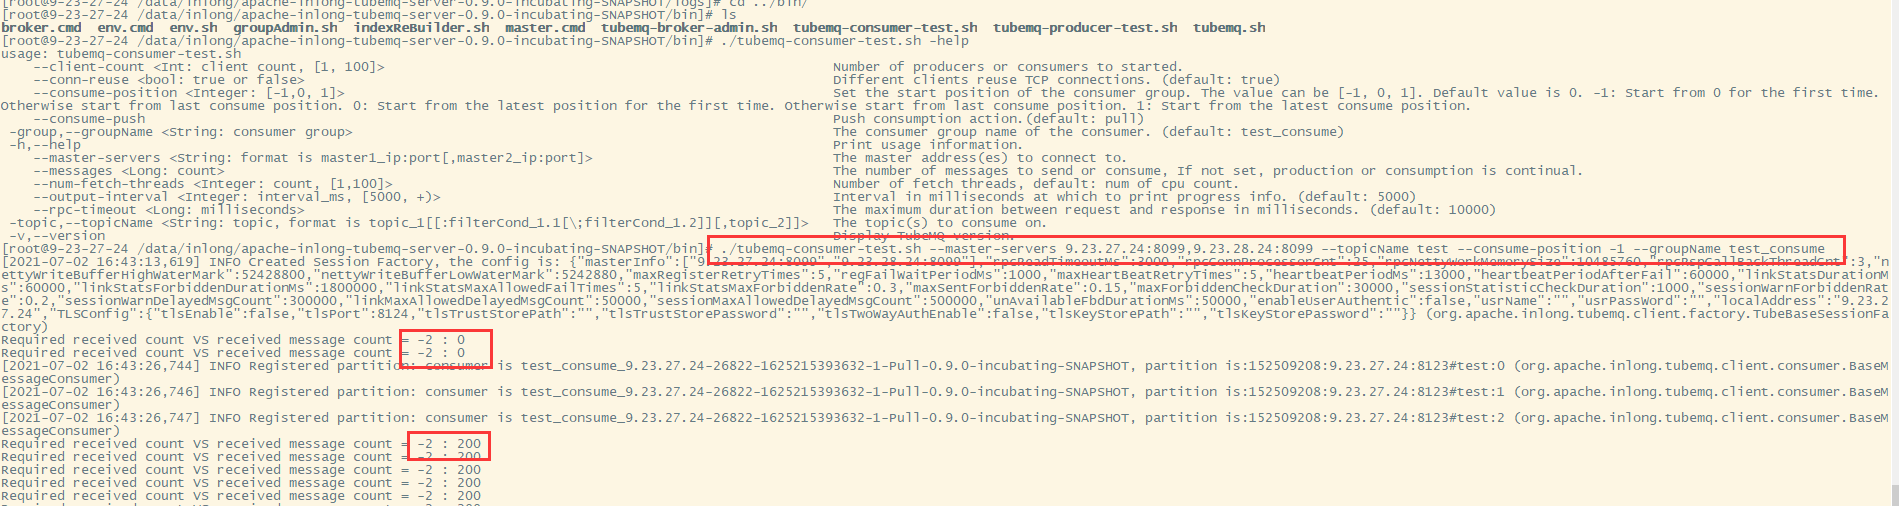 [root@9-23-27-24 /data/inlong/apache-inlong-tubemq-server-0.9.0-incubating-SNAPSHOT/logs]# cd ../bin/
[root@9-23-27-24 /data/inlong/apache-inlong-tubemq-server-0.9.0-incubating-SNAPSHOT/bin]# ls
broker.cmd  env.cmd  env.sh  groupAdmin.sh  indexReBuilder.sh  master.cmd  tubemq-broker-admin.sh  tubemq-consumer-test.sh  tubemq-producer-test.sh  tubemq.sh
[root@9-23-27-24 /data/inlong/apache-inlong-tubemq-server-0.9.0-incubating-SNAPSHOT/bin]# ./tubemq-consumer-test.sh -help
usage: tubemq-consumer-test.sh
    --client-count <Int: client count, [1, 100]>    Number of producers or consumers to started.
    --conn-reuse <bool: true or false>    Different clients reuse TCP connections. (default: true)
    --consume-position <Integer: [-1,0, 1]>    Set the start position of the consumer group. The value can be [-1, 0, 1]. Default value is 0. -1: Start from 0 for the first time.
Otherwise start from last consume position. 0: Start from the latest position for the first time. Otherwise start from last consume position. 1: Start from the latest consume position.
    --consume-push    Push consumption action.(default: pull)
 -group,--groupName <String: consumer group>    The consumer group name of the consumer. (default: test_consume)
 -h,--help    Print usage information.
    --master-servers <String: format is master1_ip:port[,master2_ip:port]>    The master address(es) to connect to.
    --messages <Long: count>    The number of messages to send or consume, If not set, production or consumption is continual.
    --num-fetch-threads <Integer: count, [1,100]>    Number of fetch threads, default: num of cpu count.
    --output-interval <Integer: interval_ms, [5000, +)>    Interval in milliseconds at which to print progress info. (default: 5000)
    --rpc-timeout <Long: milliseconds>    The maximum duration between request and response in milliseconds. (default: 10000)
 -topic,--topicName <String: topic, format is topic_1[[:filterCond_1.1[\;filterCond_1.2]][,topic_2]]>    The topic(s) to consume on.
 -v,--version    Display TubeMQ version.
[root@9-23-27-24 /data/inlong/apache-inlong-tubemq-server-0.9.0-incubating-SNAPSHOT/bin]# ./tubemq-consumer-test.sh --master-servers 9.23.27.24:8099,9.23.28.24:8099 --topicName test --consume-position -1 --groupName test_consume
[2021-07-02 16:43:13,619] INFO Created Session Factory, the config is: {"masterInfo":["9.23.27.24:8099","9.23.28.24:8099"],"rpcReadTimeoutMs":3000,"rpcConnProcessorCnt":25,"rpcNettyWorkMemorySize":10485760,"rpcRspCallBackThreadCnt":3,"n
ettyWriteBufferHighWaterMark":52428800,"nettyWriteBufferLowWaterMark":5242880,"maxRegisterRetryTimes":5,"regFailWaitPeriodMs":1000,"maxHeartBeatRetryTimes":5,"heartbeatPeriodMs":13000,"heartbeatPeriodAfterFail":60000,"linkStatsDurationM
s":60000,"linkStatsForbiddenDurationMs":1800000,"linkStatsMaxAllowedFailTimes":5,"linkStatsMaxForbiddenRate":0.3,"maxSentForbiddenRate":0.15,"maxForbiddenCheckDuration":30000,"sessionStatisticCheckDuration":1000,"sessionWarnForbiddenRat
e":0.2,"sessionWarnDelayedMsgCount":300000,"linkMaxAllowedDelayedMsgCount":50000,"sessionMaxAllowedDelayedMsgCount":500000,"unAvailableFbdDurationMs":50000,"enableUserAuthentic":false,"usrName":"","usrPassWord":"","localAddress":"9.23.2
7.24","TLSConfig":{"tlsEnable":false,"tlsPort":8124,"tlsTrustStorePath":"","tlsTrustStorePassword":"","tlsTwoWayAuthEnable":false,"tlsKeyStorePath":"","tlsKeyStorePassword":""}} (org.apache.inlong.tubemq.client.factory.TubeBaseSessionFa
ctory)
Required received count VS received message count = -2 : 0
Required received count VS received message count = -2 : 0
[2021-07-02 16:43:26,744] INFO Registered partition: consumer is test_consume_9.23.27.24-26822-1625215393632-1-Pull-0.9.0-incubating-SNAPSHOT, partition is:152509208:9.23.27.24:8123#test:0 (org.apache.inlong.tubemq.client.consumer.BaseM
essageConsumer)
[2021-07-02 16:43:26,746] INFO Registered partition: consumer is test_consume_9.23.27.24-26822-1625215393632-1-Pull-0.9.0-incubating-SNAPSHOT, partition is:152509208:9.23.27.24:8123#test:1 (org.apache.inlong.tubemq.client.consumer.BaseM
essageConsumer)
[2021-07-02 16:43:26,747] INFO Registered partition: consumer is test_consume_9.23.27.24-26822-1625215393632-1-Pull-0.9.0-incubating-SNAPSHOT, partition is:152509208:9.23.27.24:8123#test:2 (org.apache.inlong.tubemq.client.consumer.BaseM
essageConsumer)
Required received count VS received message count = -2 : 200
Required received count VS received message count = -2 : 200
Required received count VS received message count = -2 : 200
Required received count VS received message count = -2 : 200
Required received count VS received message count = -2 : 200